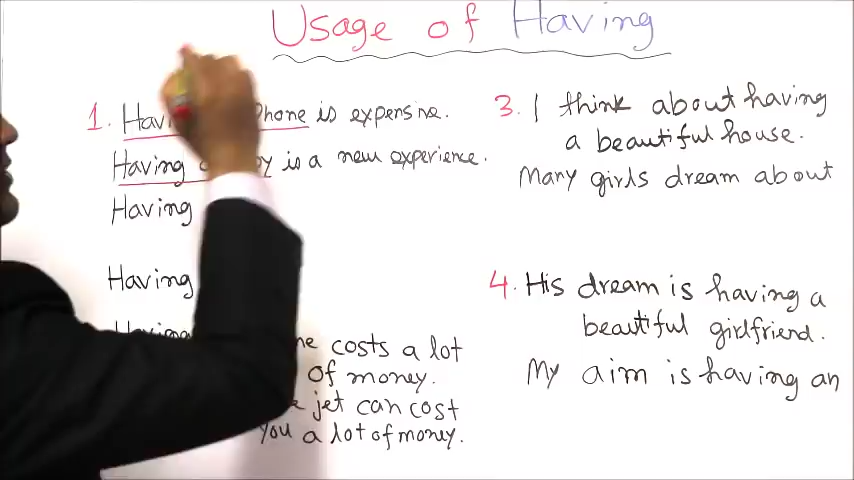 Usage of Having
1. Having Phone is expensive.
Having is a new experience.
Having
Having
Having
costs a lot
of money.
jet can cost
you a lot of money.
3. I think about having
a beautiful house.
Many girls dream about
4. His dream is having a
beautiful girlfriend.
My aim is having an